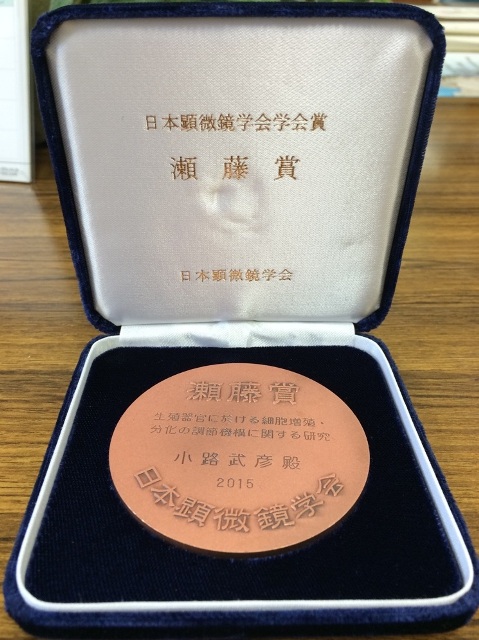 日本顕微鏡学会学会賞
瀬藤賞
日本顕微鏡学会
瀬藤賞
生殖器官における細胞増殖・
分化の調節機構に関する研究
小路武彦殿
2015
日本顕微鏡学会